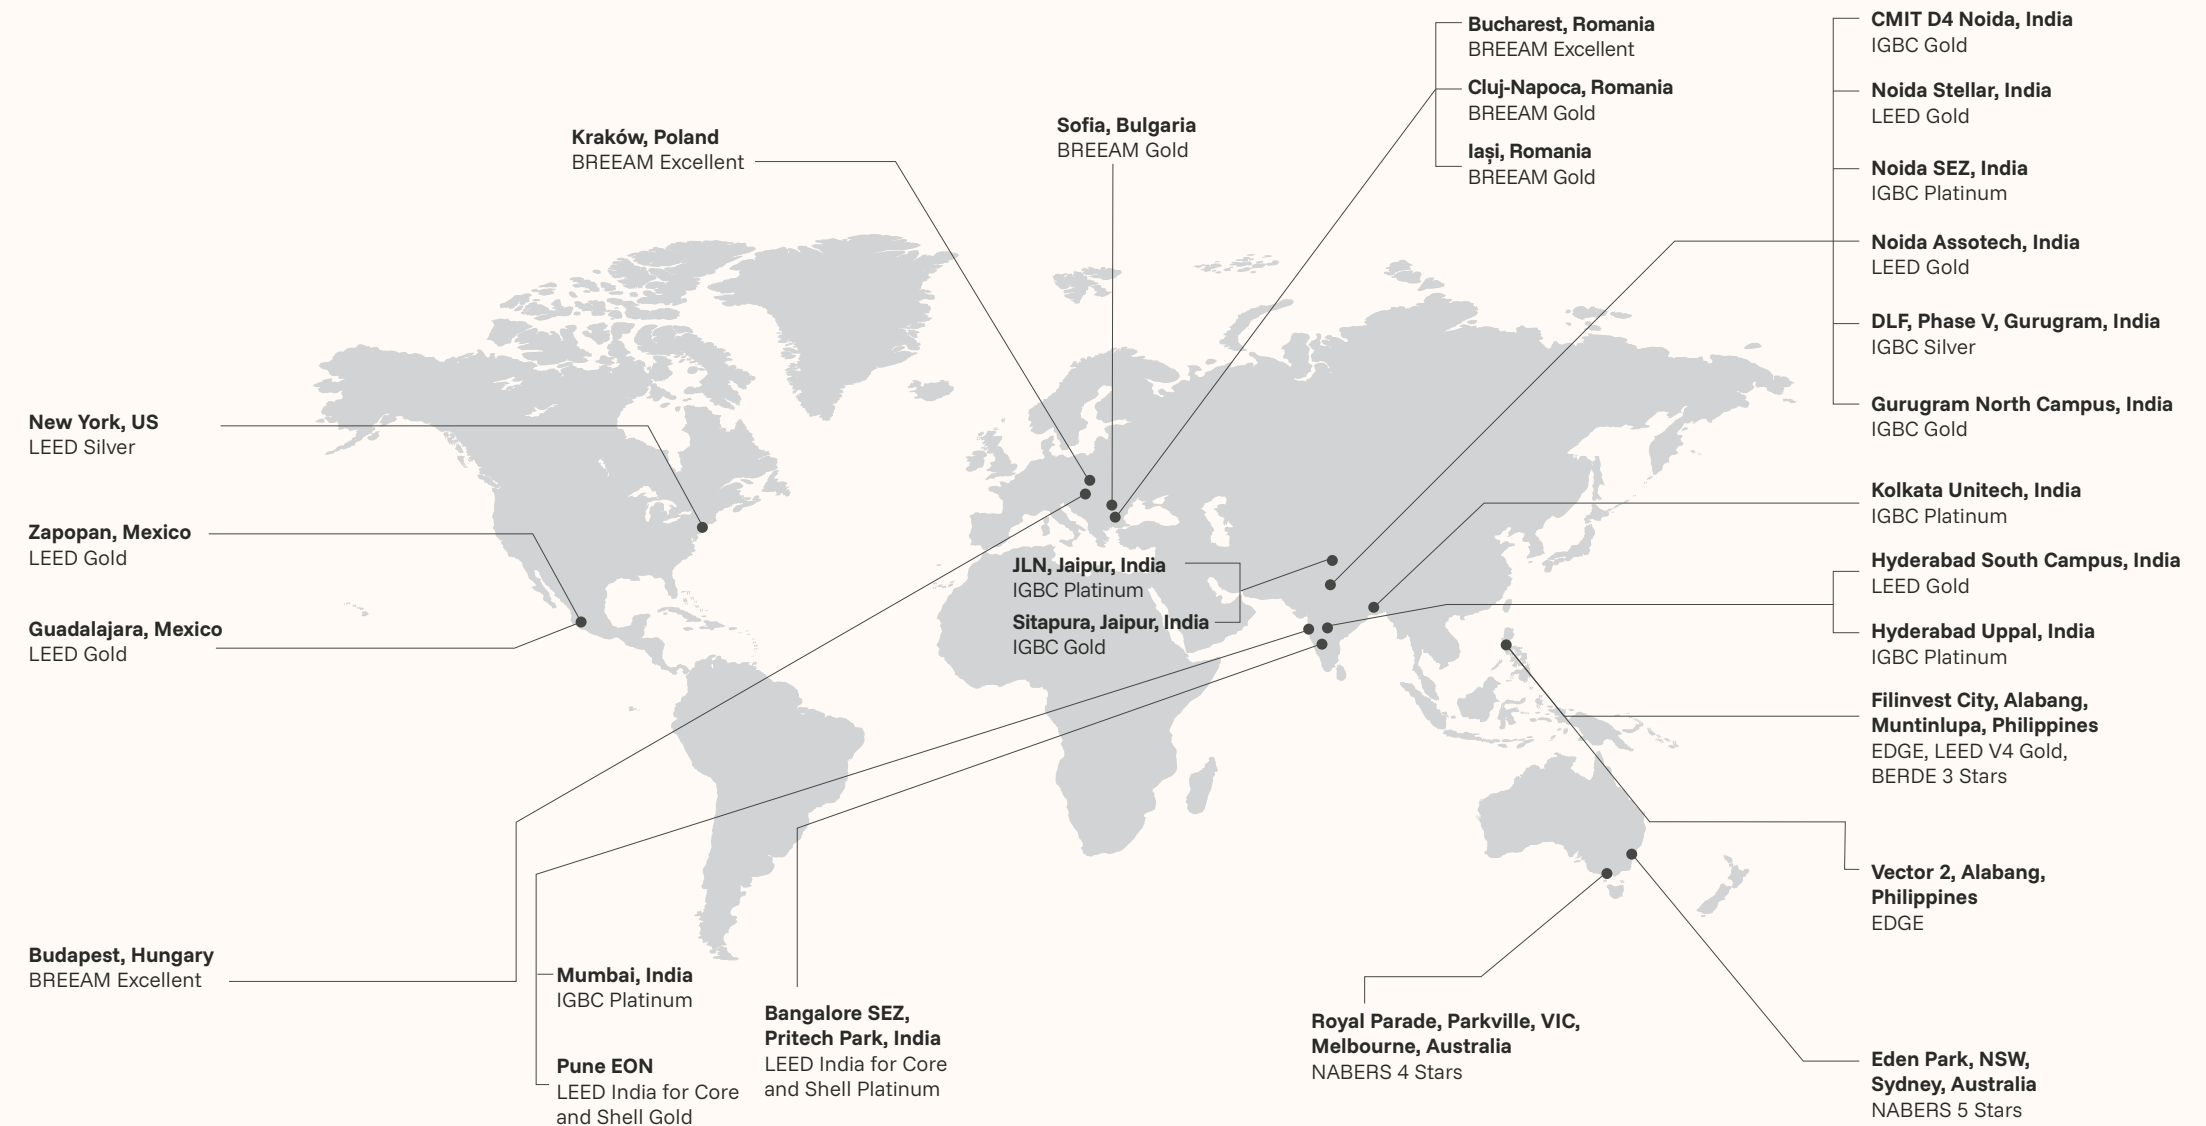 Bucharest, Romania
BREEAM Excellent
Cluj-Napoca, Romania
BREEAM Gold
Iași, Romania
BREEAM Gold
CMIT D4 Noida, India
IGBC Gold
Noida Stellar, India
LEED Gold
Noida SEZ, India
IGBC Platinum
Noida Assotech, India
LEED Gold
DLF, Phase V, Gurugram, India
IGBC Silver
Gurugram North Campus, India
IGBC Gold
Kraków, Poland
BREEAM Excellent
Sofia, Bulgaria
BREEAM Gold
New York, US
LEED Silver
Zapopan, Mexico
LEED Gold
Guadalajara, Mexico
LEED Gold
JLN, Jaipur, India
IGBC Platinum
Sitapura, Jaipur, India
IGBC Gold
Kolkata Unitech, India
IGBC Platinum
Hyderabad South Campus, India
LEED Gold
Hyderabad Uppal, India
IGBC Platinum
Filinvest City, Alabang,
Muntinlupa, Philippines
EDGE, LEED V4 Gold,
BERDE 3 Stars
Vector 2, Alabang,
Philippines
EDGE
Budapest, Hungary
BREEAM Excellent
Mumbai, India
IGBC Platinum
Pune EON
LEED India for Core
and Shell Gold
Bangalore SEZ,
Pritech Park, India
LEED India for Core
and Shell Platinum
Royal Parade, Parkville, VIC,
Melbourne, Australia
NABERS 4 Stars
Eden Park, NSW,
Sydney, Australia
NABERS 5 Stars